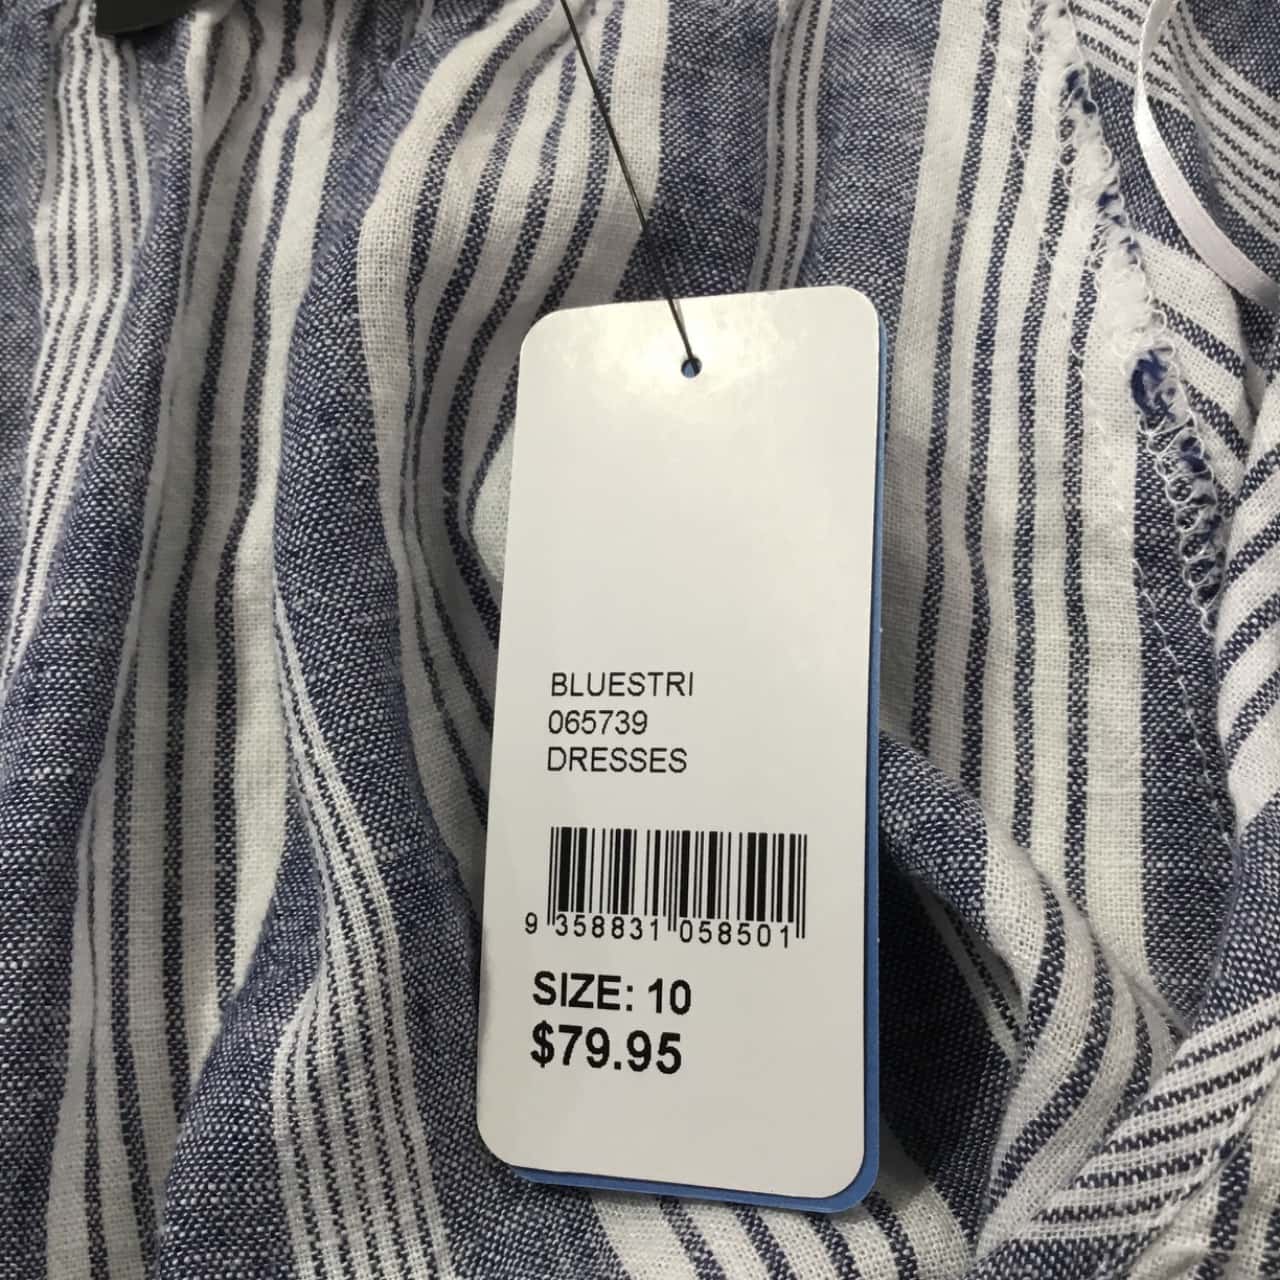 BLUESTRI
065739
DRESSES
9 358831 058501
SIZE: 10
$79.95